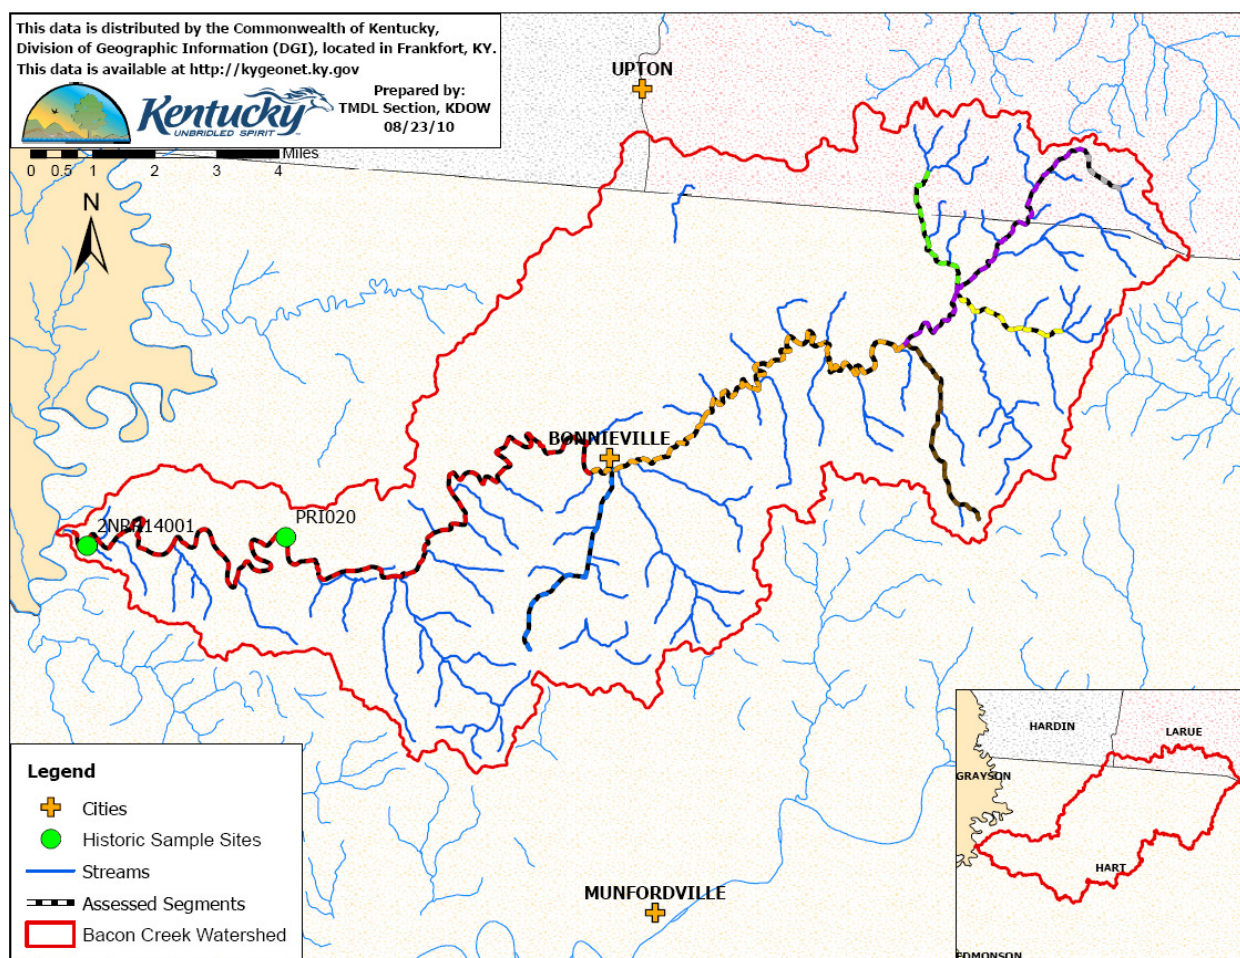 This data is distributed by the Commonwealth of Kentucky,
Division of Geographic Information (DGI), located in Frankfort, KY.
This data is available at http://kygeonet.ky.gov
Kentucky
UNBRIDLED SPIRIT
Prepared by:
TMDL Section, KDOW
08/23/10
Miles
0 0.5 1 2 3 4
N
UPTON
BONNIEVILLE
PRI020
MUNFORDVILLE
Legend
Cities
Historic Sample Sites
Streams
Assessed Segments
Bacon Creek Watershed
HARDIN
LARUE
GRAYSON
HART
EDMONSON